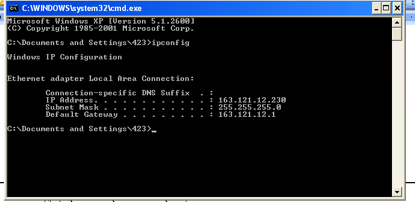 C:\WINDOWS\system32\cmd.exe
Microsoft Windows XP [Version 5.1.2600]
(C) Copyright 1985-2001 Microsoft Corp.
C:\Documents and Settings\423>ipconfig
Windows IP Configuration
Ethernet adapter Local Area Connection:
Connection-specific DNS Suffix . :
IP Address. . . . . . . . . . . . : 163.121.12.230
Subnet Mask . . . . . . . . . . . : 255.255.255.0
Default Gateway . . . . . . . . . : 163.121.12.1
C:\Documents and Settings\423>_